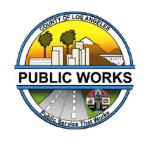 COUNTY OF LOS ANGELES
PUBLIC WORKS
Public Service That Works